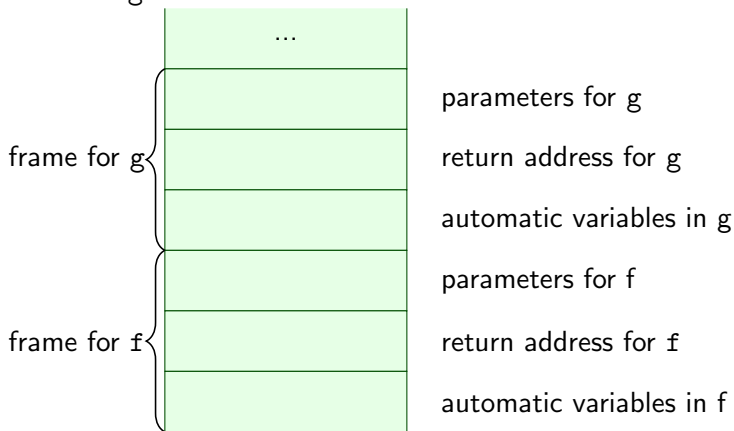 g
...
parameters for g
frame for g
return address for g
automatic variables in g
parameters for f
frame for f
return address for f
automatic variables in f